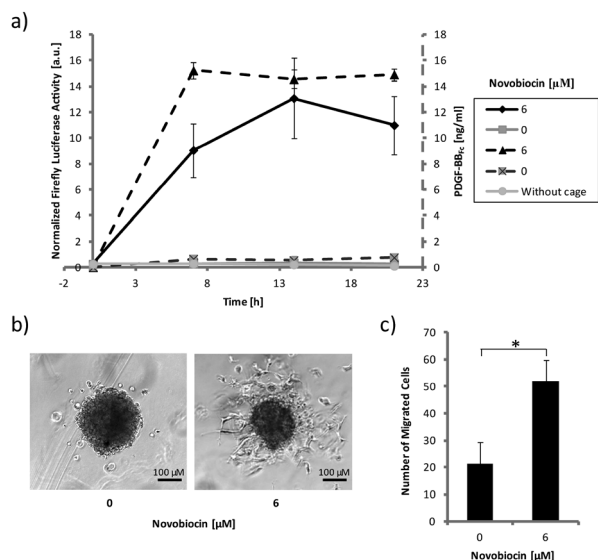 a)
Normalized Firefly Luciferase Activity [a.u.]
18
16
14
12
10
8
6
4
2
0
-2 3 8 13 18 23
Time [h]
18
16
14
12
10
8
6
4
2
0
PDGF-BBFc [ng/ml]
Novobiocin [µM]
6
0
6
0
Without cage
b)
100 µM
100 µM
0 6
Novobiocin [µM]
c)
Number of Migrated Cells
70
60
50
40
30
20
10
0
*
0 6
Novobiocin [µM]